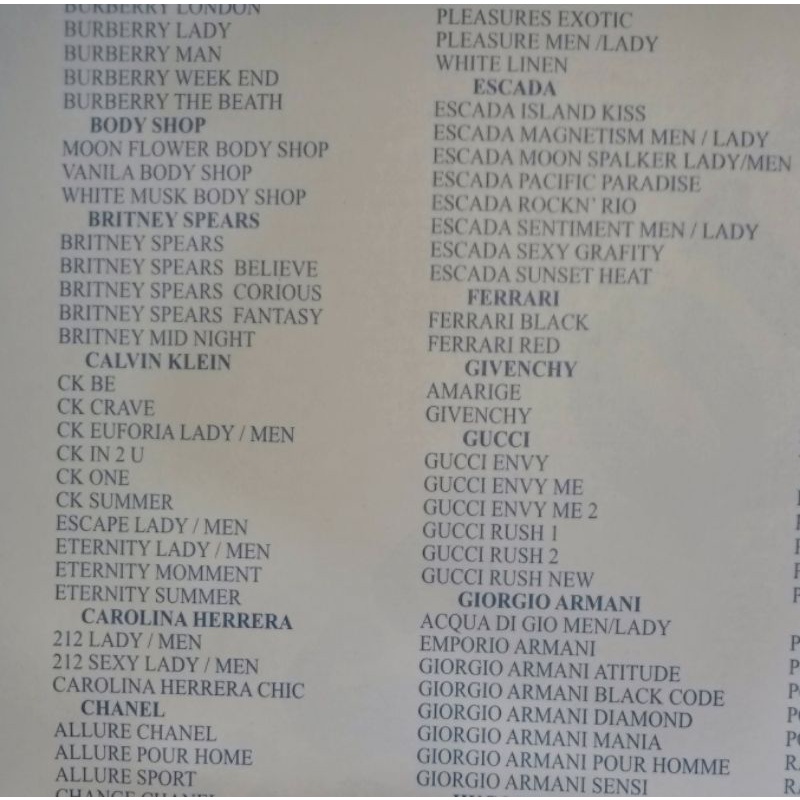 BURBERRY LONDON
BURBERRY LADY
BURBERRY MAN
BURBERRY WEEK END
BURBERRY THE BEATH
BODY SHOP
MOON FLOWER BODY SHOP
VANILA BODY SHOP
WHITE MUSK BODY SHOP
BRITNEY SPEARS
BRITNEY SPEARS
BRITNEY SPEARS BELIEVE
BRITNEY SPEARS CORIOUS
BRITNEY SPEARS FANTASY
BRITNEY MID NIGHT
CALVIN KLEIN
CK BE
CK CRAVE
CK EUFORIA LADY / MEN
CK IN 2 U
CK ONE
CK SUMMER
ESCAPE LADY / MEN
ETERNITY LADY / MEN
ETERNITY MOMMENT
ETERNITY SUMMER
CAROLINA HERRERA
212 LADY / MEN
212 SEXY LADY / MEN
CAROLINA HERRERA CHIC
CHANEL
ALLURE CHANEL
ALLURE POUR HOME
ALLURE SPORT
CHANGE CHANEL
PLEASURES EXOTIC
PLEASURE MEN /LADY
WHITE LINEN
ESCADA
ESCADA ISLAND KISS
ESCADA MAGNETISM MEN / LADY
ESCADA MOON SPALKER LADY/MEN
ESCADA PACIFIC PARADISE
ESCADA ROCKN' RIO
ESCADA SENTIMENT MEN / LADY
ESCADA SEXY GRAFITY
ESCADA SUNSET HEAT
FERRARI
FERRARI BLACK
FERRARI RED
GIVENCHY
AMARIGE
GIVENCHY
GUCCI
GUCCI ENVY
GUCCI ENVY ME
GUCCI ENVY ME 2
GUCCI RUSH 1
GUCCI RUSH 2
GUCCI RUSH NEW
GIORGIO ARMANI
ACQUA DI GIO MEN/LADY
EMPORIO ARMANI
GIORGIO ARMANI ATITUDE
GIORGIO ARMANI BLACK CODE
GIORGIO ARMANI DIAMOND
GIORGIO ARMANI MANIA
GIORGIO ARMANI POUR HOMME
GIORGIO ARMANI SENSI